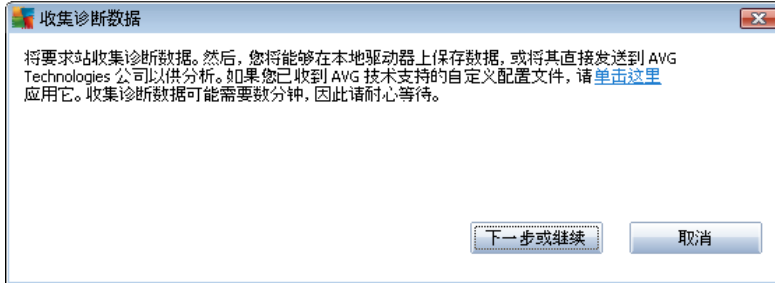 收集诊断数据
将要求站收集诊断数据。然后, 您将能够在本地驱动器上保存数据, 或将其直接发送到 AVG
Technologies 公司以供分析。如果您已收到 AVG 技术支持的自定义配置文件, 请单击这里
应用它。收集诊断数据可能需要数分钟, 因此请耐心等待。
下一步或继续
取消